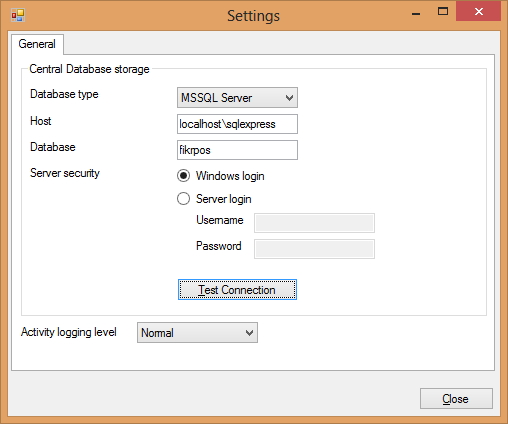 Settings
General
Central Database storage
Database type MSSQL Server
Host localhost\sqlexpress
Database fikrpos
Server security Windows login
Server login
Username
Password
Test Connection
Activity logging level Normal
Close